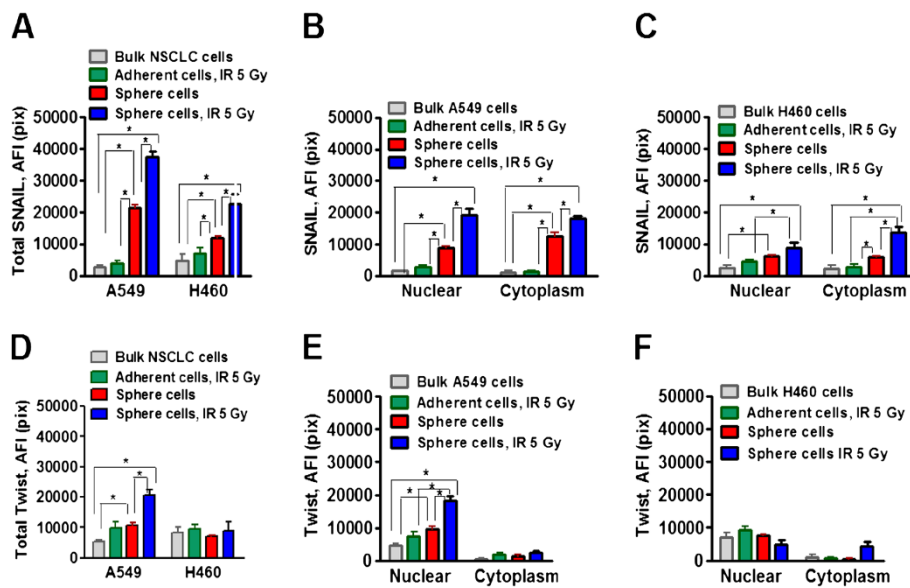 A
Bulk NSCLC cells
Adherent cells, IR 5 Gy
Sphere cells
Sphere cells, IR 5 Gy
Total SNAIL, AFI (pix)
50000
40000
30000
20000
10000
0
* * * * * * * *
A549 H460
B
Bulk A549 cells
Adherent cells, IR 5 Gy
Sphere cells
Sphere cells, IR 5 Gy
SNAIL, AFI (pix)
50000
40000
30000
20000
10000
0
* * * * * * * *
Nuclear Cytoplasm
C
Bulk H460 cells
Adherent cells, IR 5 Gy
Sphere cells
Sphere cells, IR 5 Gy
SNAIL, AFI (pix)
50000
40000
30000
20000
10000
0
* * * * * * *
Nuclear Cytoplasm
D
Bulk NSCLC cells
Adherent cells, IR 5 Gy
Sphere cells
Sphere cells, IR 5 Gy
Total Twist, AFI (pix)
50000
40000
30000
20000
10000
0
* * *
A549 H460
E
Bulk A549 cells
Adherent cells, IR 5 Gy
Sphere cells
Sphere cells, IR 5 Gy
Twist, AFI (pix)
50000
40000
30000
20000
10000
0
* * * *
Nuclear Cytoplasm
F
Bulk H460 cells
Adherent cells, IR 5 Gy
Sphere cells
Sphere cells IR 5 Gy
Twist, AFI (pix)
50000
40000
30000
20000
10000
0
Nuclear Cytoplasm